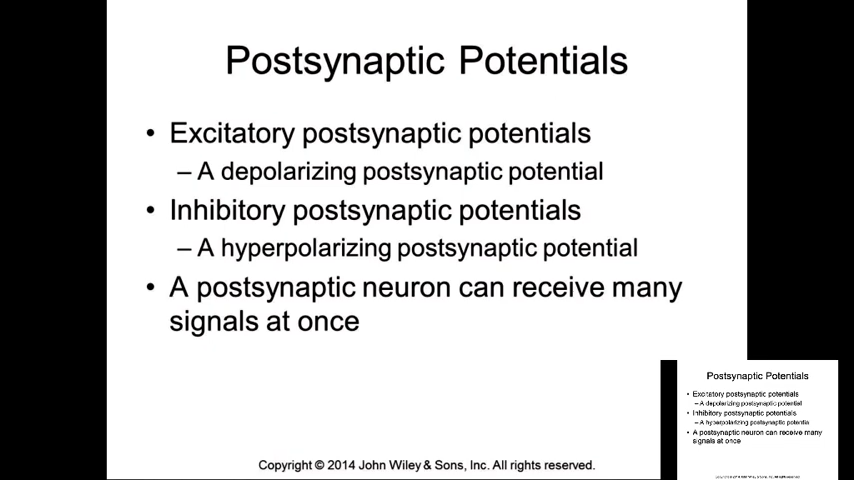 Postsynaptic Potentials
• Excitatory postsynaptic potentials
– A depolarizing postsynaptic potential
• Inhibitory postsynaptic potentials
– A hyperpolarizing postsynaptic potential
• A postsynaptic neuron can receive many
signals at once
Copyright © 2014 John Wiley & Sons, Inc. All rights reserved.
Postsynaptic Potentials
• Excitatory postsynaptic potentials
– A depolarizing postsynaptic potential
• Inhibitory postsynaptic potentials
– A hyperpolarizing postsynaptic potentia
• A postsynaptic neuron can receive many
signals at once